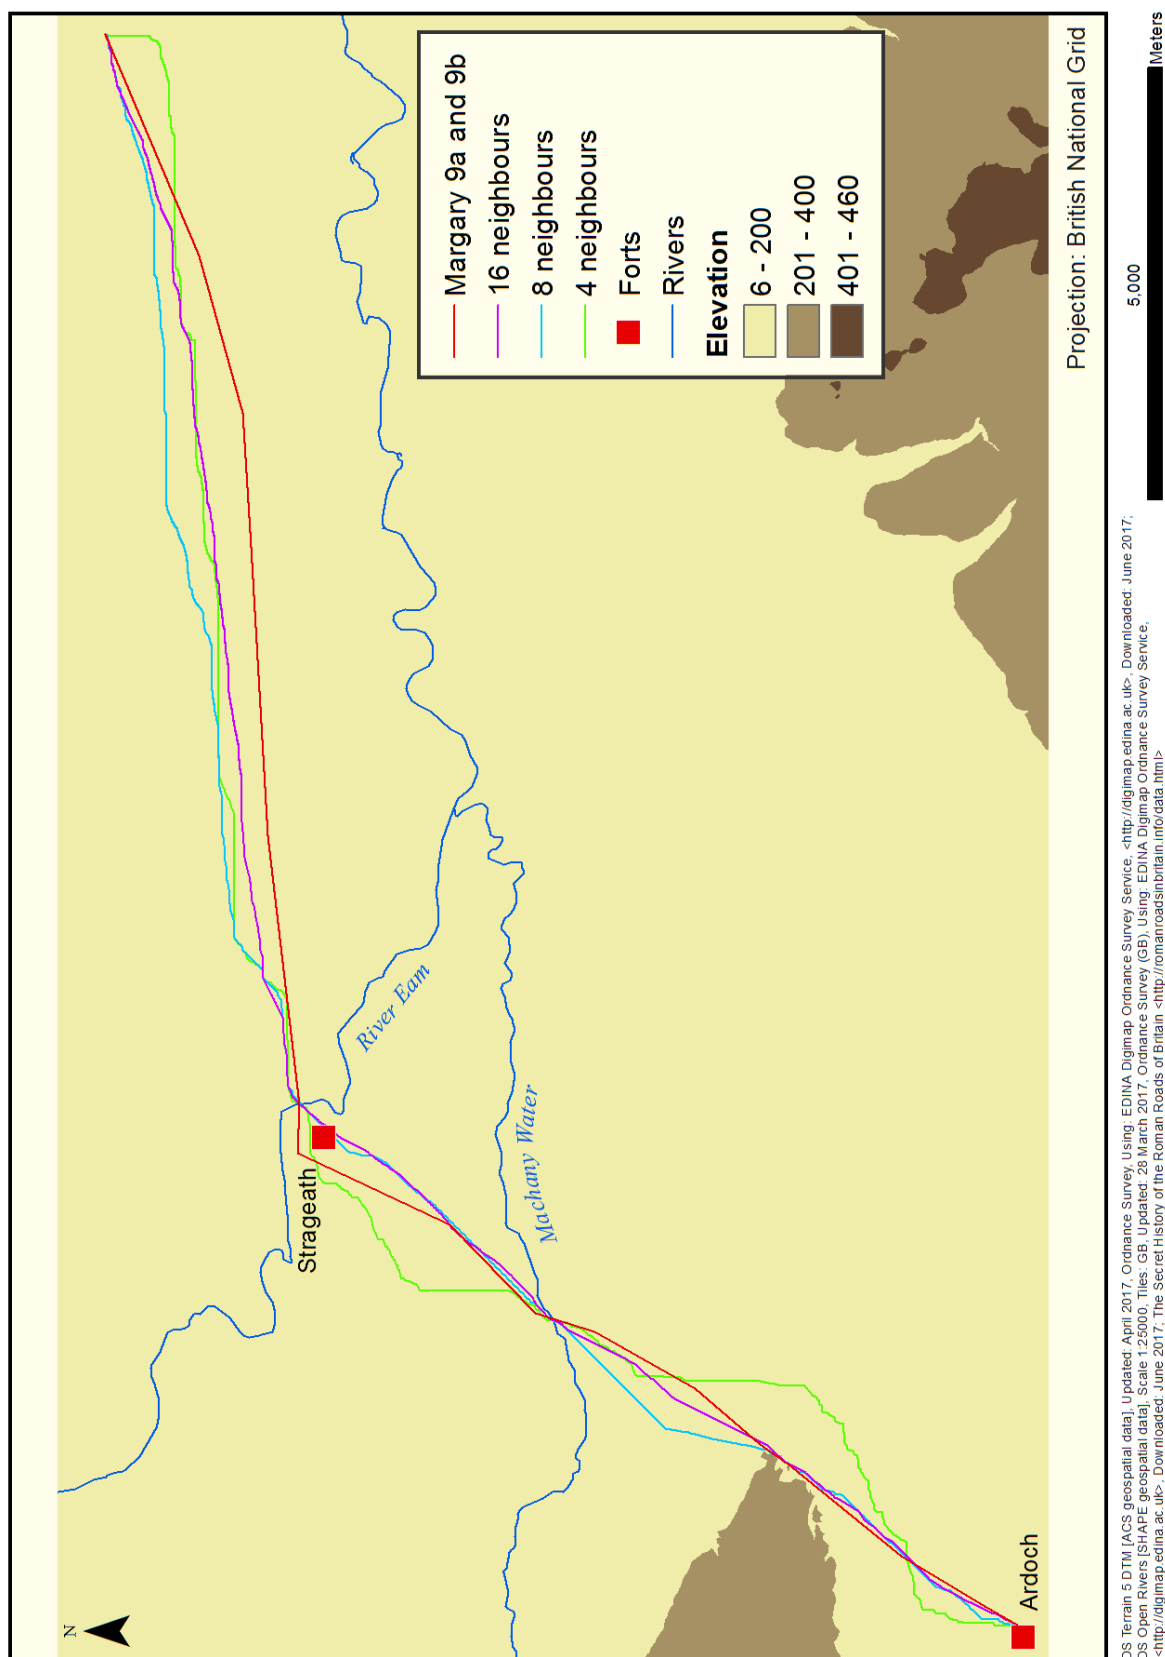 N
Strageath
River Eam
Machany Water
Ardoch
Margary 9a and 9b
16 neighbours
8 neighbours
4 neighbours
Forts
Rivers
Elevation
6 - 200
201 - 400
401 - 460
Projection: British National Grid
5,000
Meters
OS Terrain 5 DTM [ACS geospatial data], Updated: April 2017, Ordnance Survey, Using: EDINA Digimap Ordnance Survey Service, <http://digimap.edina.ac.uk>, Downloaded: June 2017;
OS Open Rivers [SHAPE geospatial data], Scale 1:25000, Tiles: GB, Updated: 28 March 2017, Ordnance Survey (GB), Using: EDINA Digimap Ordnance Survey Service,
<http://digimap.edina.ac.uk>, Downloaded: June 2017; The Secret History of the Roman Roads of Britain <http://romanroadsinbritain.info/data.html>